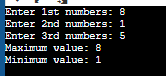 Enter 1st numbers: 8
Enter 2nd numbers: 1
Enter 3rd numbers: 5
Maximum value: 8
Minimum value: 1